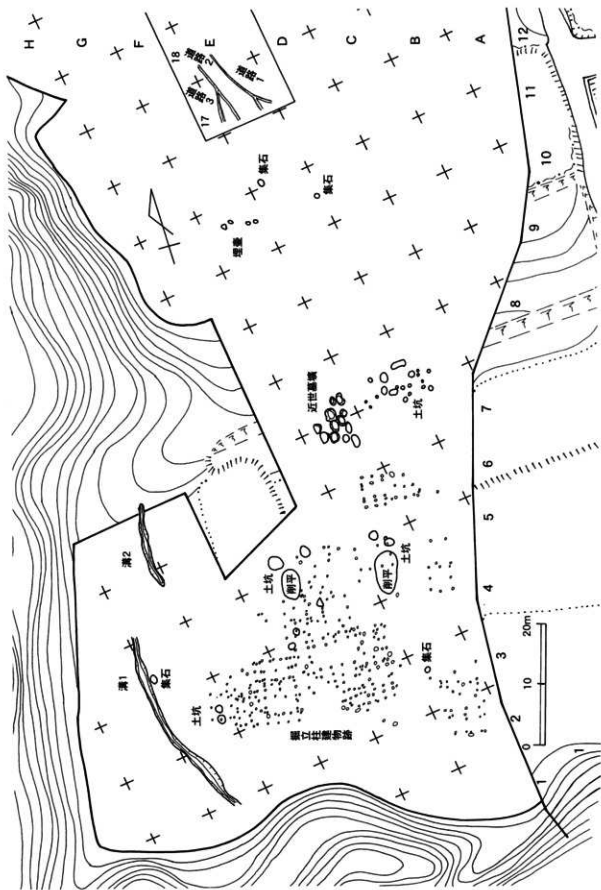 H
G
F
E
D
C
B
A
18
17
道路2
道路3
道路1
12
11
10
9
8
7
6
5
4
3
2
1
1
集石
集石
埋甕
近世墓壙
土坑
溝2
土坑
削平
削平
土坑
溝1
集石
土坑
集石
掘立柱建物跡
0
10
20m